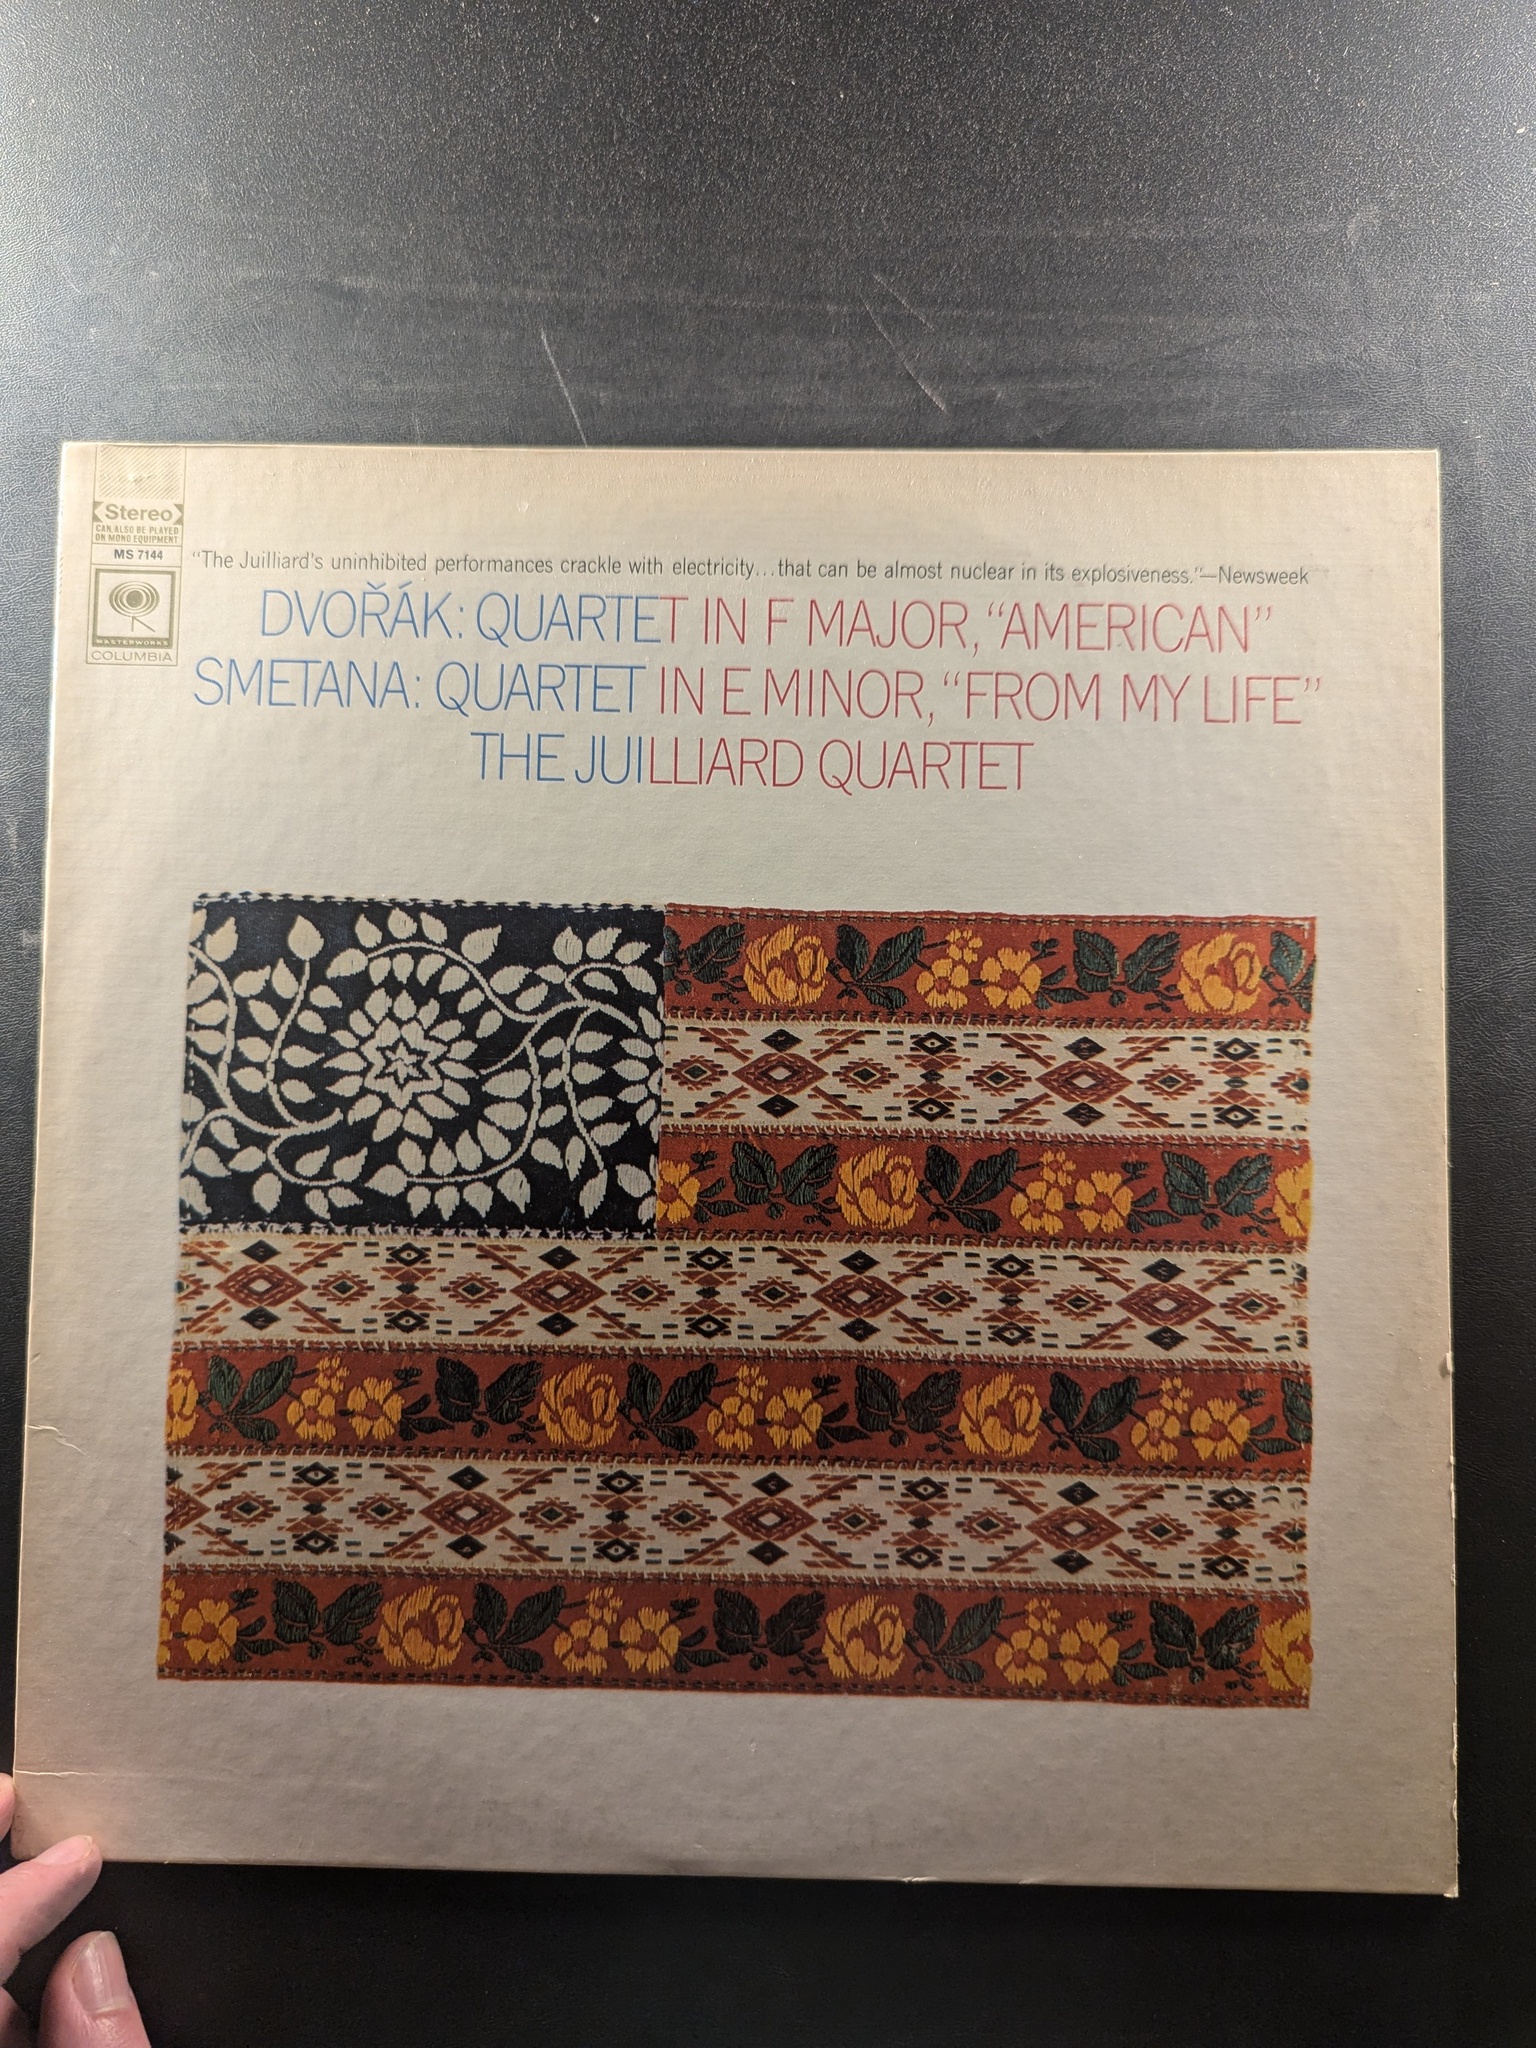 Stereo
CAN ALSO BE PLAYED
ON MONO EQUIPMENT
MS 7144
MASTERWORKS
COLUMBIA
“The Juilliard's uninhibited performances crackle with electricity...that can be almost nuclear in its explosiveness.”—Newsweek
DVOŘÁK: QUARTET IN F MAJOR, “AMERICAN”
SMETANA: QUARTET IN E MINOR, “FROM MY LIFE”
THE JUILLIARD QUARTET